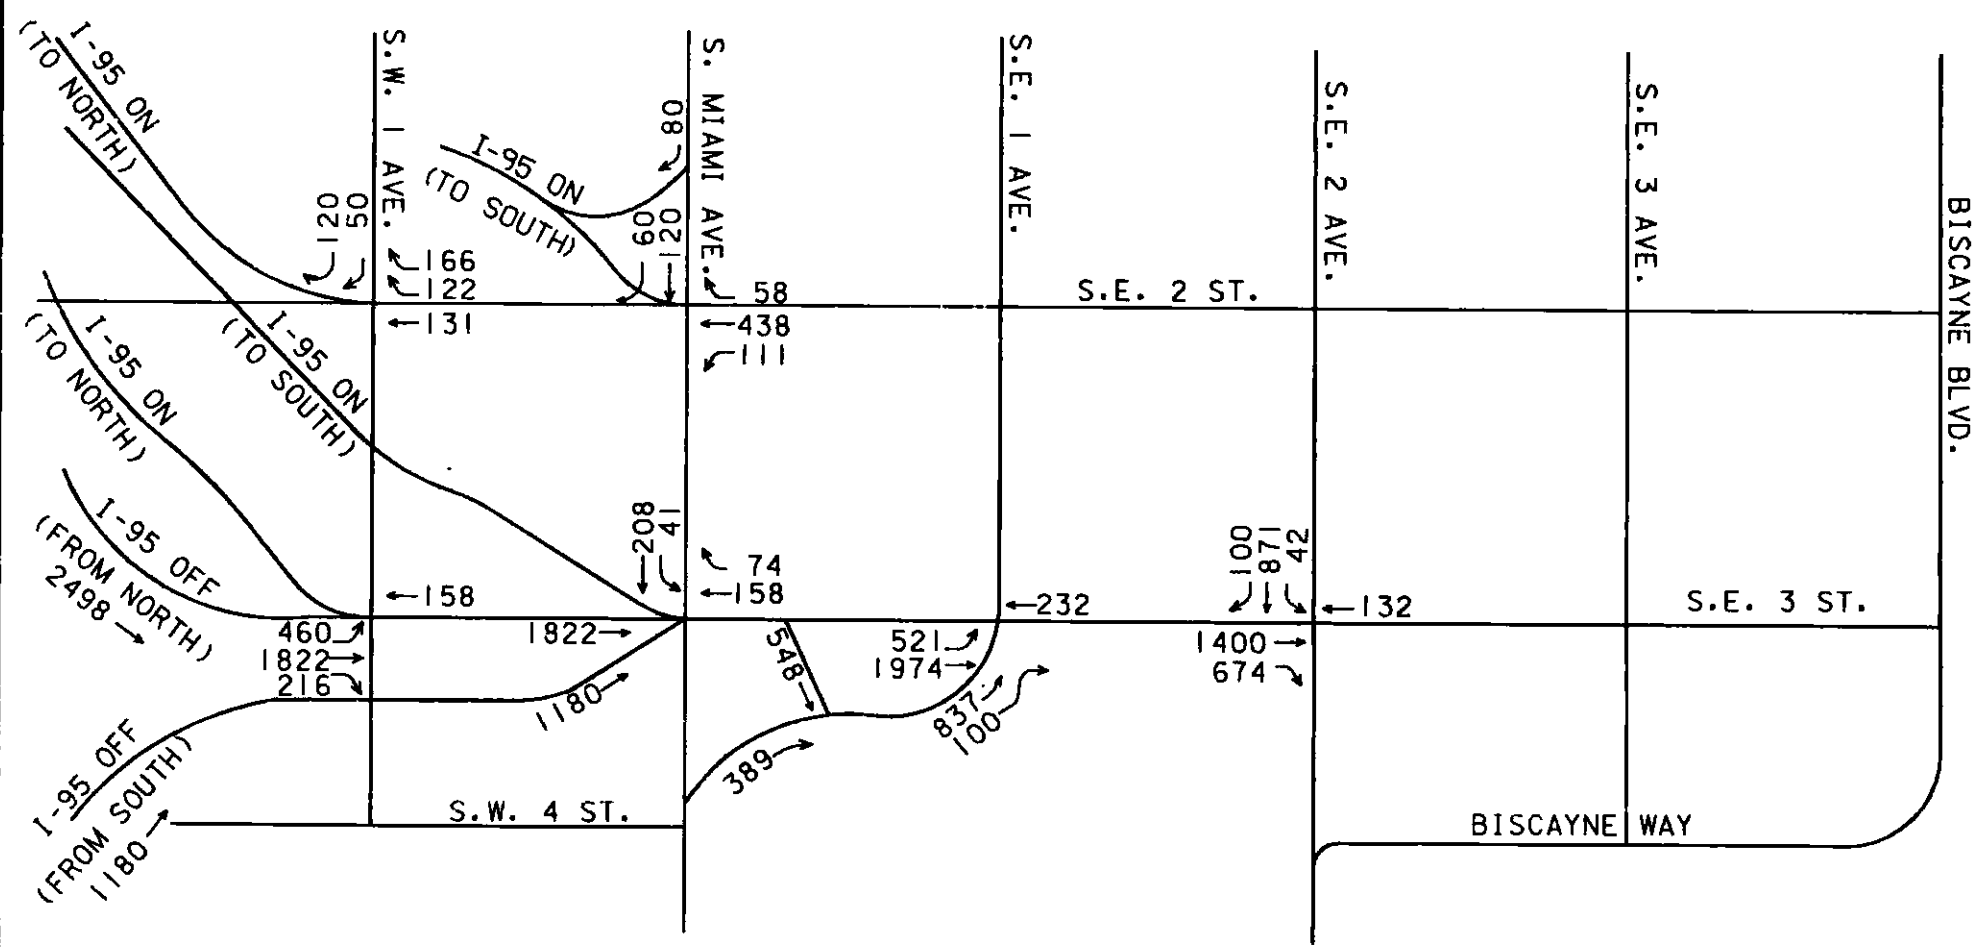 I-95 ON
(TO NORTH)
S.W. 1 AVE.
S. MIAMI AVE.
S.E. 1 AVE.
S.E. 2 AVE.
S.E. 3 AVE.
BISCAYNE BLVD.
80
I-95 ON
(TO SOUTH)
120
50
60
120
166
122
131
58
438
111
S.E. 2 ST.
I-95 ON
(TO SOUTH)
I-95 ON
(TO NORTH)
I-95 OFF
(FROM NORTH)
2498
208
41
74
158
158
100
871
42
232
132
S.E. 3 ST.
460
1822
216
1822
1180
548
521
1974
837
100
389
1400
674
I-95 OFF
(FROM SOUTH)
1180
S.W. 4 ST.
BISCAYNE WAY